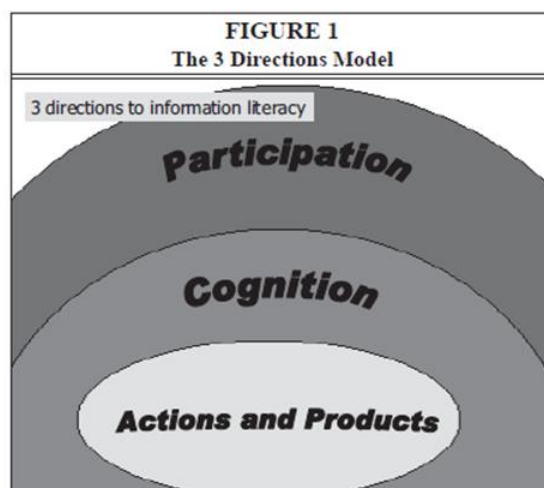 FIGURE 1
The 3 Directions Model
3 directions to information literacy
Participation
Cognition
Actions and Products